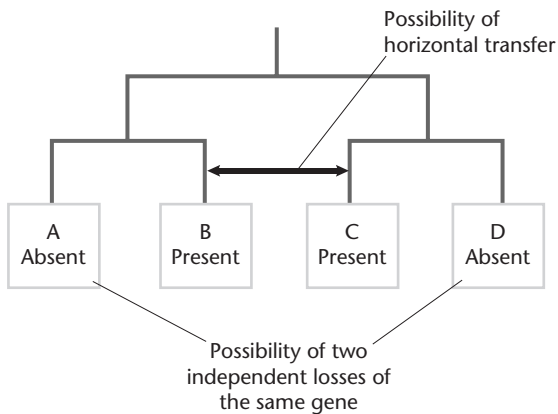 Possibility of
horizontal transfer
A
Absent
B
Present
C
Present
D
Absent
Possibility of two
independent losses of
the same gene